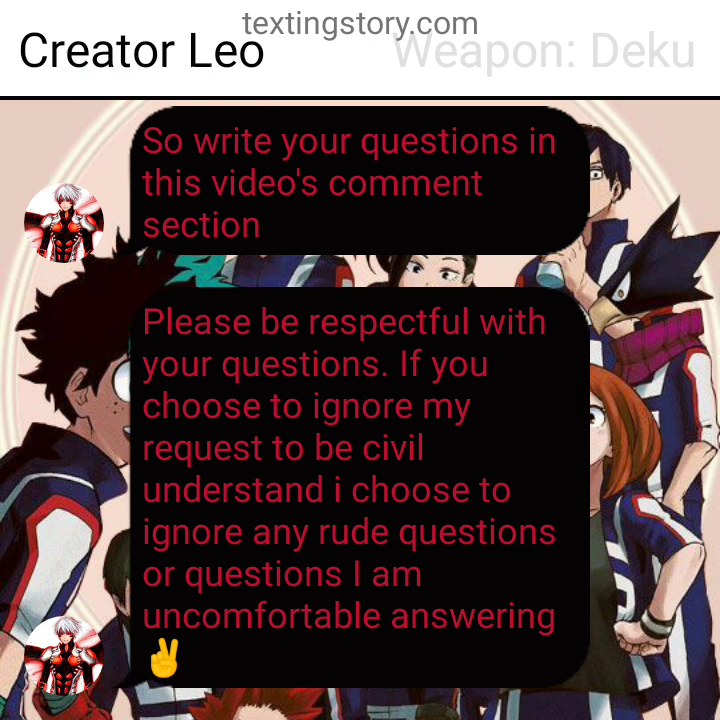 textingstory.com
Creator Leo
Weapon: Deku
So write your questions in
this video's comment
section
Please be respectful with
your questions. If you
choose to ignore my
request to be civil
understand i choose to
ignore any rude questions
or questions I am
uncomfortable answering
✌